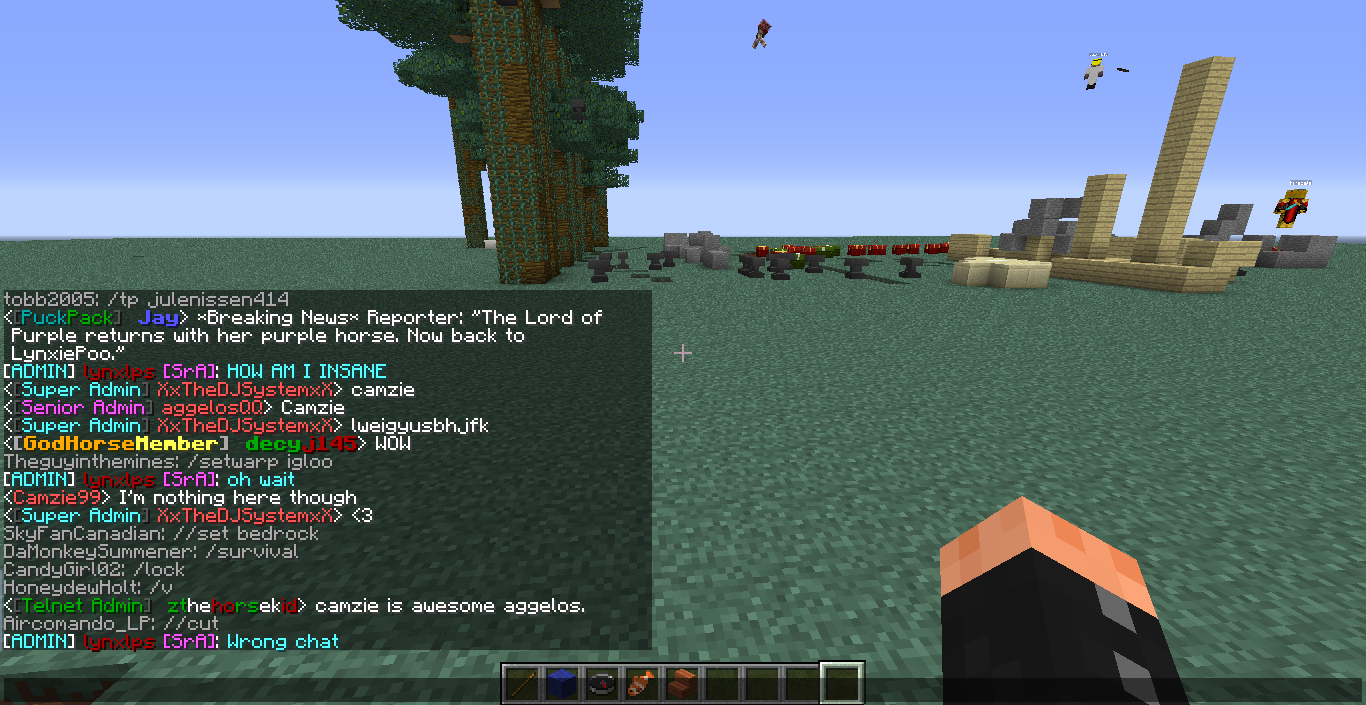 tobb2005: /tp julenissen414
<[PuckPack] Jay> *Breaking News* Reporter: "The Lord of
Purple returns with her purple horse. Now back to
LynxiePoo."
[ADMIN] lynxlps [SrA]: HOW AM I INSANE
<[Super Admin] XxTheDJSystemxX> camzie
<[Senior Admin] aggelosQQ> Camzie
<[Super Admin] XxTheDJSystemxX> lweigyusbhjfk
<[GodHorseMember] decyj145> WOW
Theguyinthemines: /setwarp igloo
[ADMIN] lynxlps [SrA]: oh wait
<Camzie99> I'm nothing here though
<[Super Admin] XxTheDJSystemxX> <3
SkyFanCanadian: //set bedrock
DaMonkeySummener: /survival
CandyGirl02: /lock
HoneydewHolt: /v
<[Telnet Admin] zthehorsekid> camzie is awesome aggelos.
Aircomando_LP: //cut
[ADMIN] lynxlps [SrA]: Wrong chat